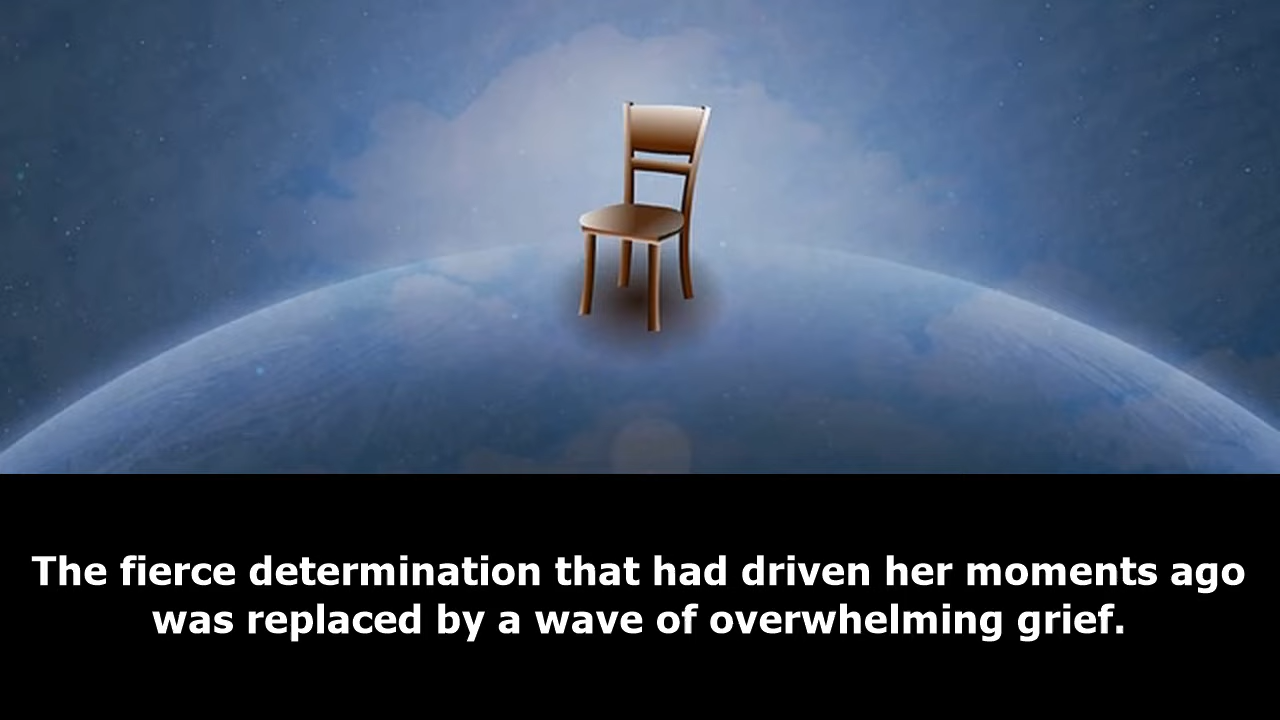 The fierce determination that had driven her moments ago
was replaced by a wave of overwhelming grief.